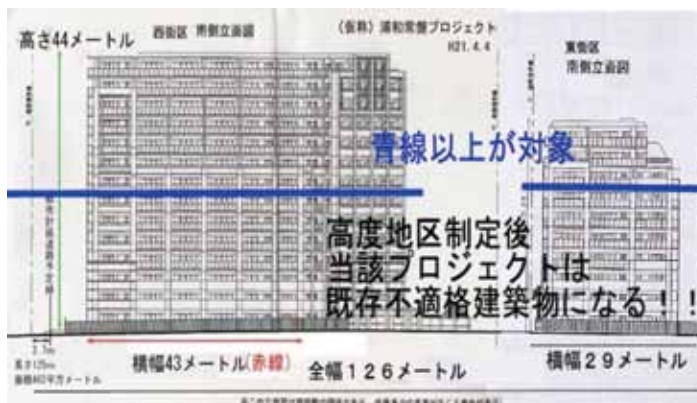 高さ44メートル
西街区 南側立面図
(仮称)浦和常盤プロジェクト
H21.4.4
東街区
南側立面図
青線以上が対象
高度地区制定後
当該プロジェクトは
既存不適格建築物になる!!
横幅43メートル(赤線)
全幅126メートル
横幅29メートル